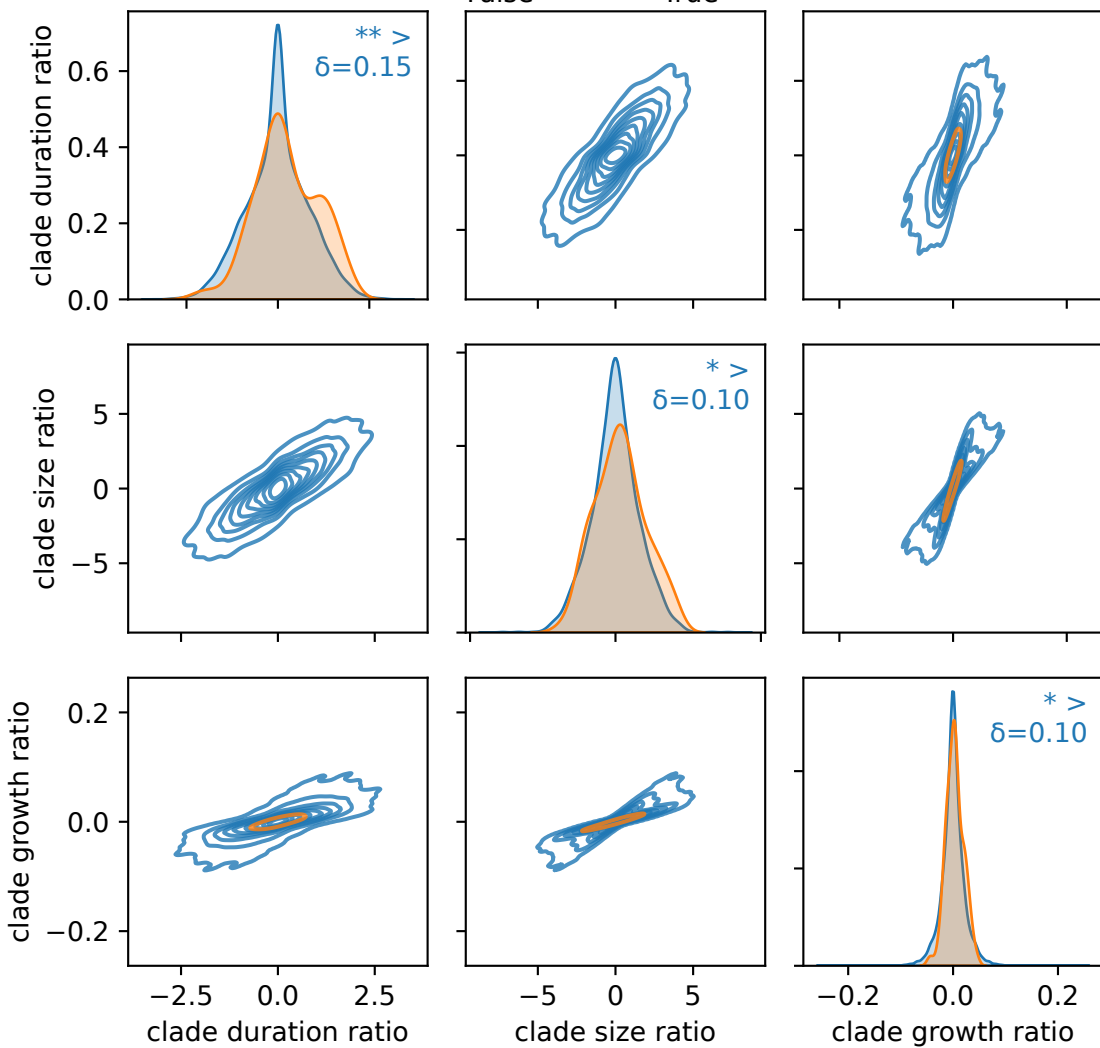 False True
clade duration ratio
0.6
0.4
0.2
0.0
** >
δ=0.15
clade size ratio
5
0
−5
* >
δ=0.10
clade growth ratio
0.2
0.0
−0.2
* >
δ=0.10
−2.5 0.0 2.5
−5 0 5
−0.2 0.0 0.2
clade duration ratio
clade size ratio
clade growth ratio